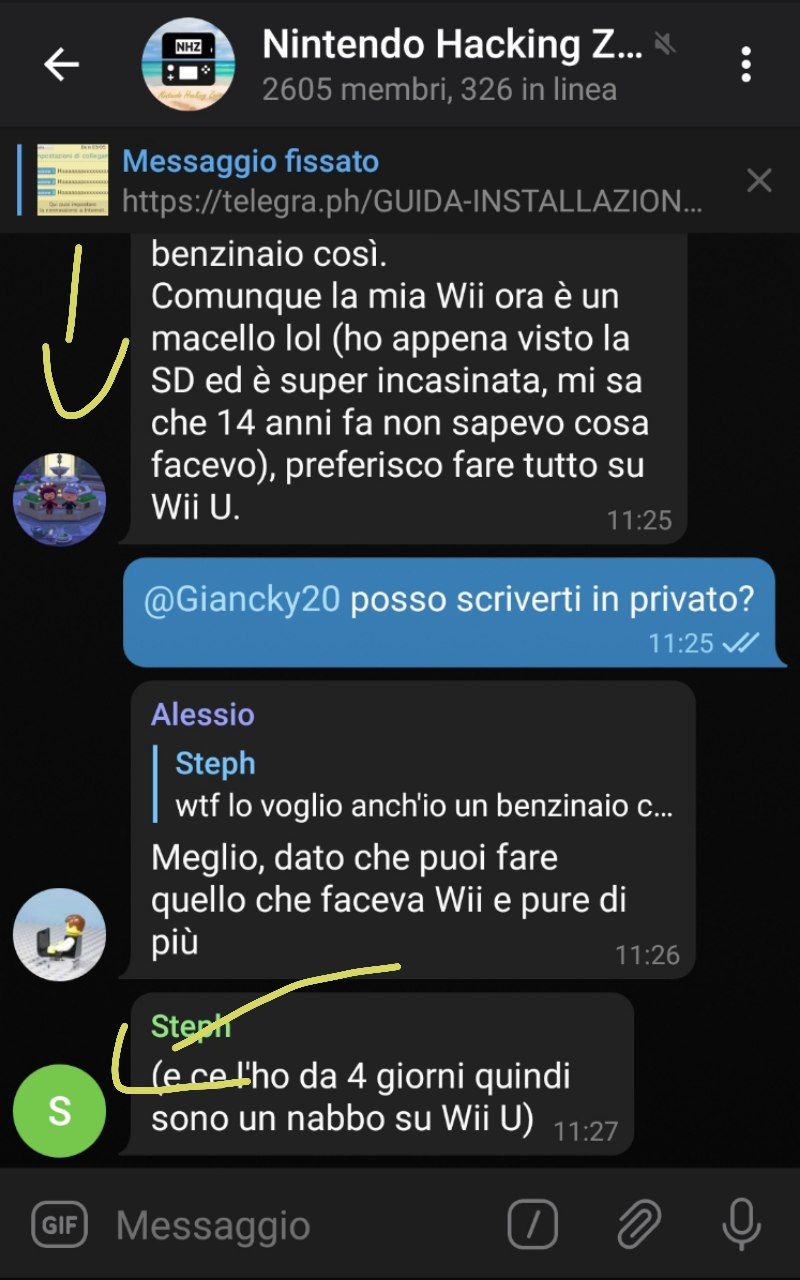 NHZ
Nintendo Hacking Z...
2605 membri, 326 in linea
Messaggio fissato
https://telegra.ph/GUIDA-INSTALLAZION...
benzinaio così.
Comunque la mia Wii ora è un
macello lol (ho appena visto la
SD ed è super incasinata, mi sa
che 14 anni fa non sapevo cosa
facevo), preferisco fare tutto su
Wii U.
11:25
@Giancky20 posso scriverti in privato?
11:25
Alessio
Steph
wtf lo voglio anch'io un benzinaio c...
Meglio, dato che puoi fare
quello che faceva Wii e pure di
più
11:26
Steph
(e ce l'ho da 4 giorni quindi
sono un nabbo su Wii U)
11:27
S
GIF
Messaggio